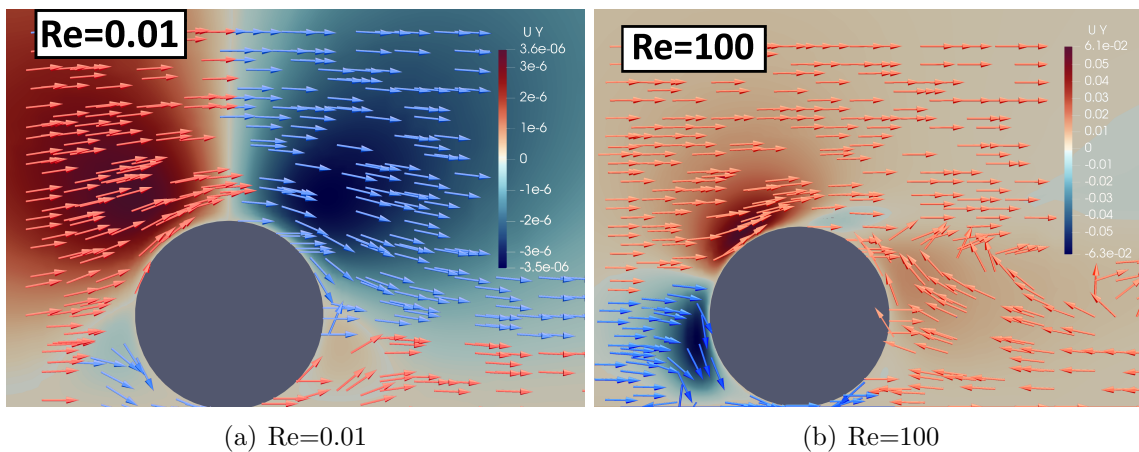 Re=0.01
U Y
3.6e-06
3e-6
2e-6
1e-6
0
-1e-6
-2e-6
-3e-6
-3.5e-06
Re=100
U Y
6.1e-02
0.05
0.04
0.03
0.02
0.01
0
-0.01
-0.02
-0.03
-0.04
-0.05
-6.3e-02
(a) Re=0.01
(b) Re=100